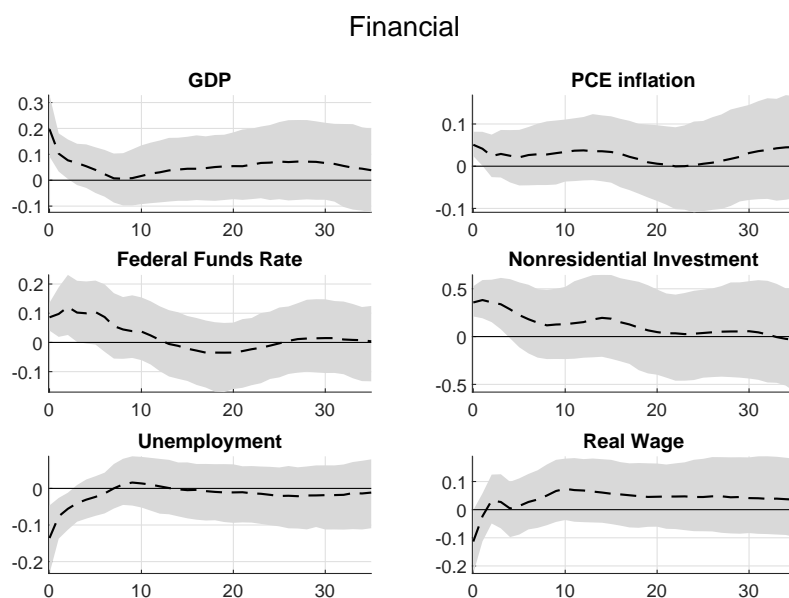 Financial
GDP
0.3
0.2
0.1
0
-0.1
0 10 20 30
PCE inflation
0.1
0
-0.1
0 10 20 30
Federal Funds Rate
0.2
0.1
0
-0.1
0 10 20 30
Nonresidential Investment
0.5
0
-0.5
0 10 20 30
Unemployment
0
-0.1
-0.2
0 10 20 30
Real Wage
0.1
0
-0.1
-0.2
0 10 20 30